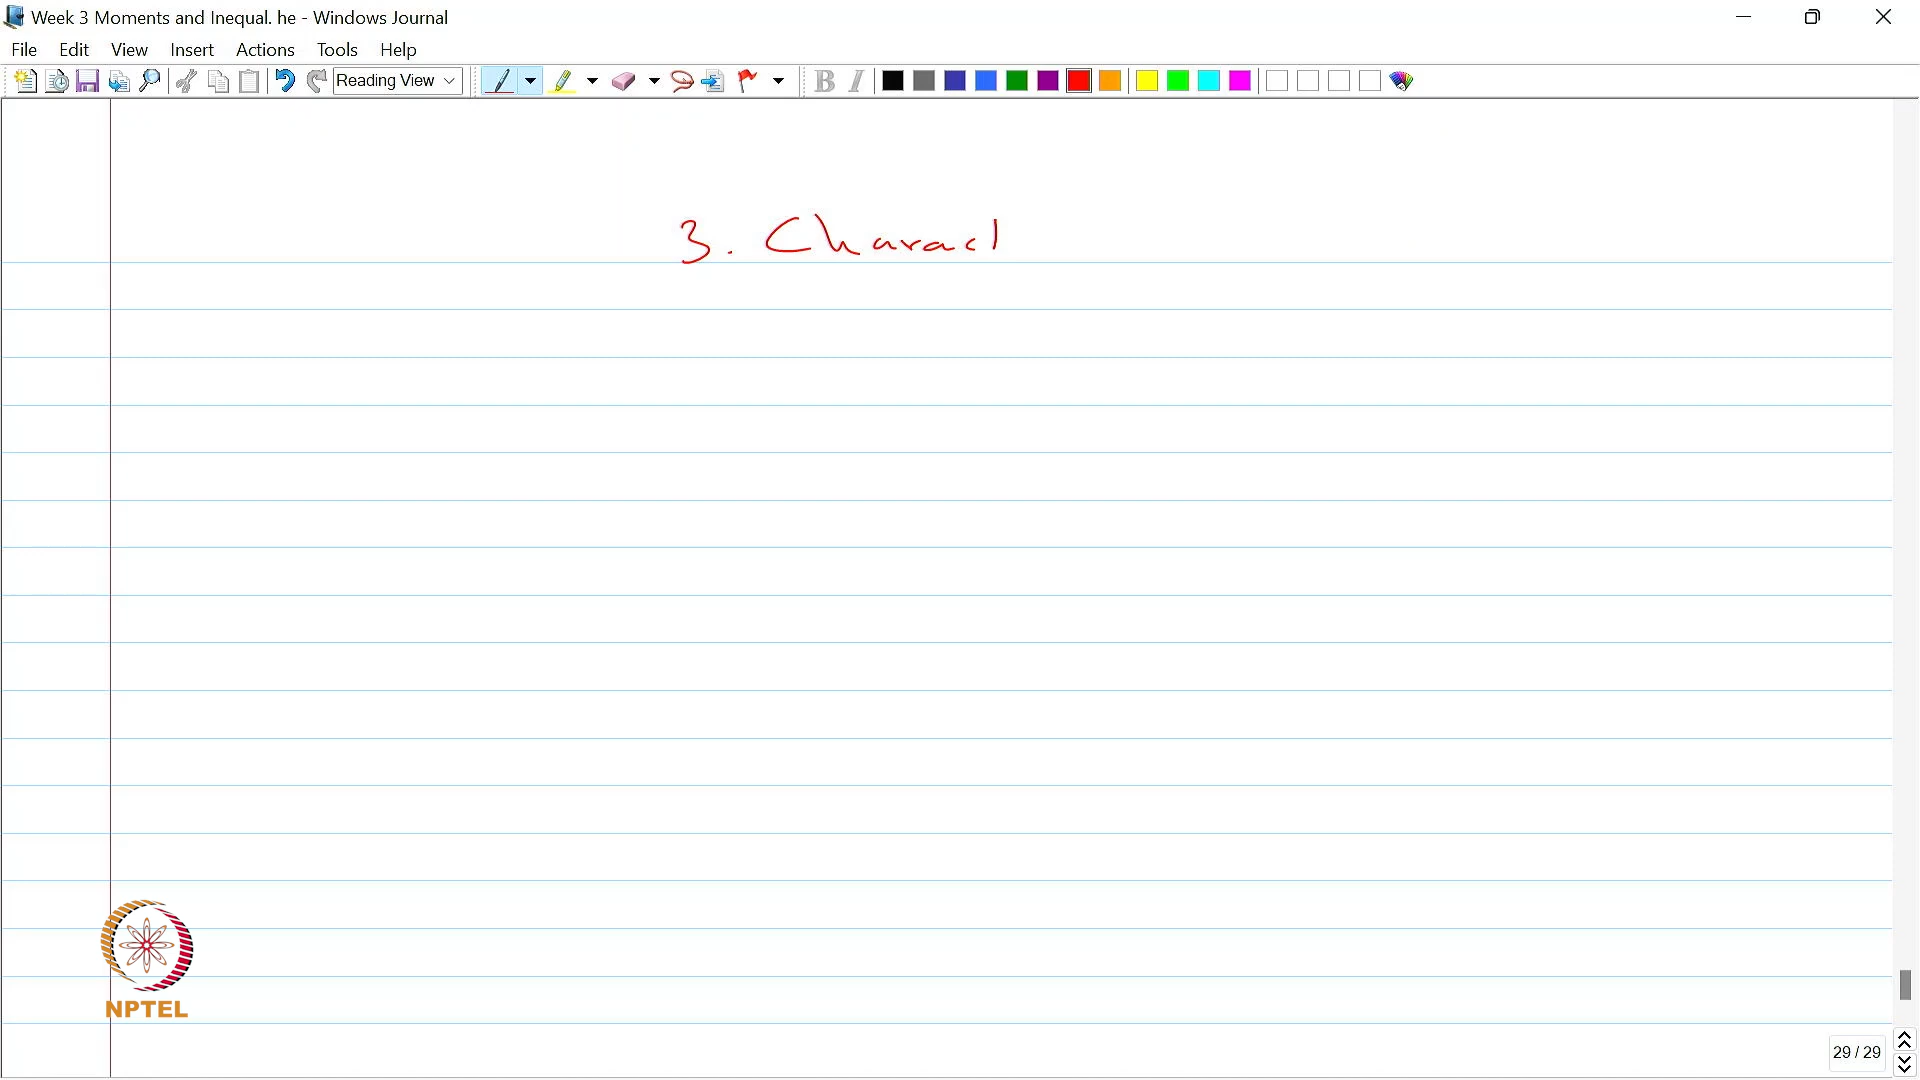 Week 3 Moments and Inequal. he - Windows Journal
File Edit View Insert Actions Tools Help
Reading View B I
3. Charact
NPTEL
29 / 29